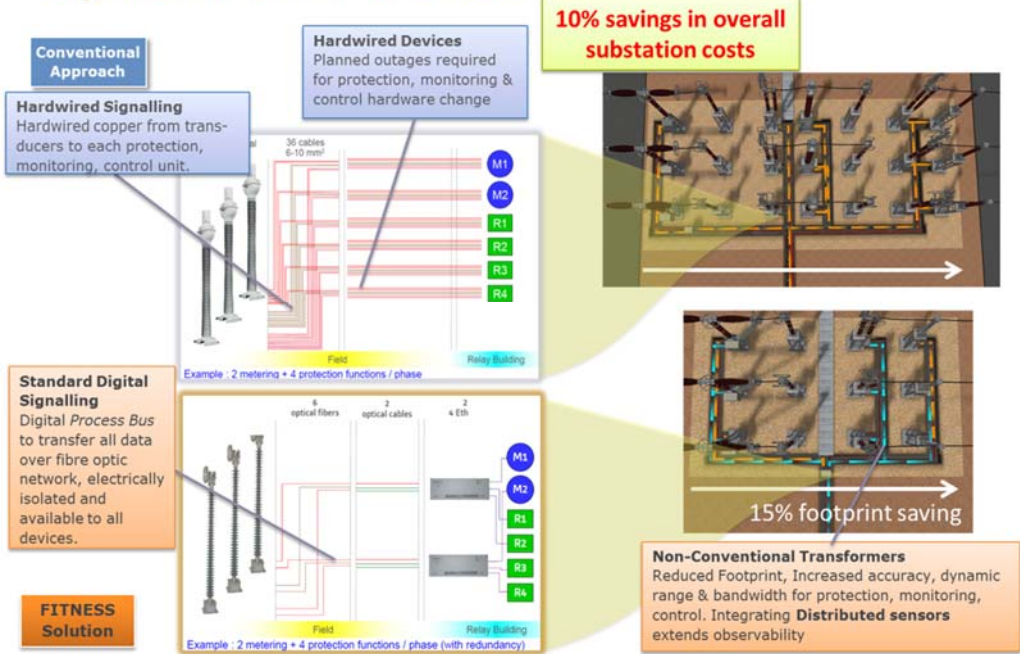 10% savings in overall
substation costs
Conventional
Approach
Hardwired Signalling
Hardwired copper from trans-
ducers to each protection,
monitoring, control unit.
Hardwired Devices
Planned outages required
for protection, monitoring &
control hardware change
36 cables
6-10 mm²
M1
M2
R1
R2
R3
R4
Field
Relay Building
Example : 2 metering + 4 protection functions / phase
Standard Digital
Signalling
Digital Process Bus
to transfer all data
over fibre optic
network, electrically
isolated and
available to all
devices.
FITNESS
Solution
6
optical fibers
2
optical cables
2
4 Eth
M1
M2
R1
R2
R3
R4
Field
Relay Building
Example : 2 metering + 4 protection functions / phase (with redundancy)
15% footprint saving
Non-Conventional Transformers
Reduced Footprint, Increased accuracy, dynamic
range & bandwidth for protection, monitoring,
control. Integrating Distributed sensors
extends observability